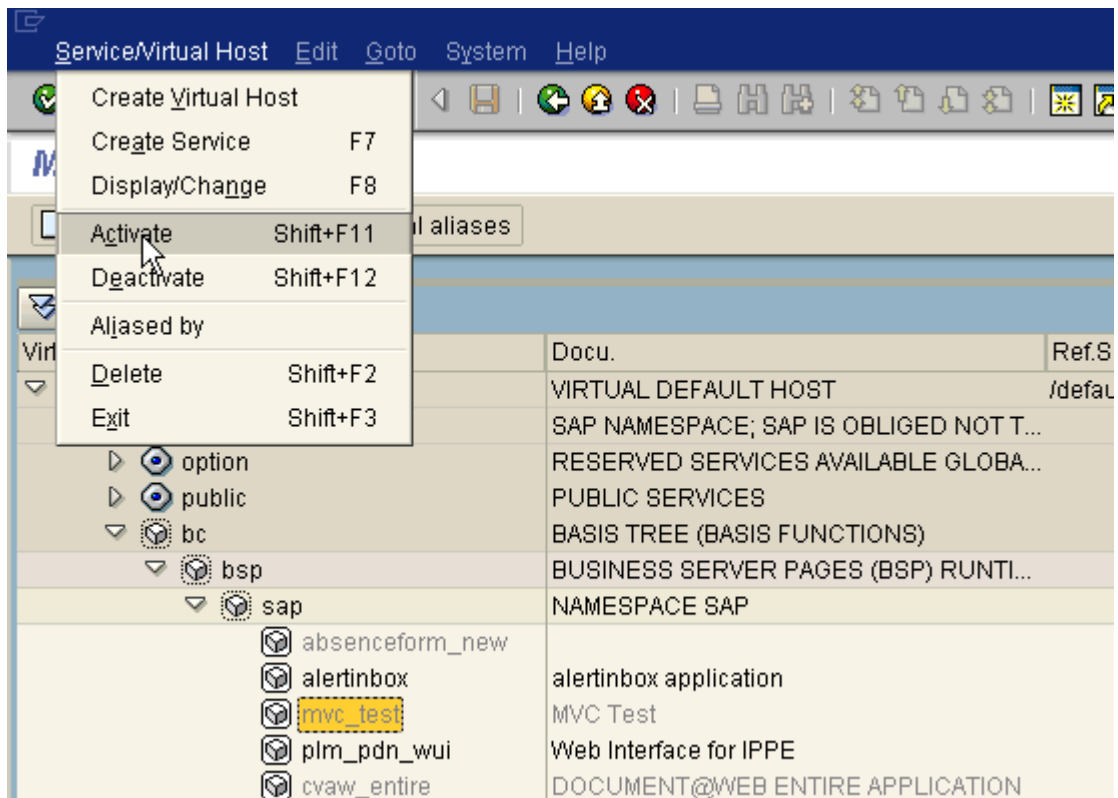 Service/Virtual Host Edit Goto System Help
Create Virtual Host
Create Service F7
Display/Change F8
Activate Shift+F11
aliases
Deactivate Shift+F12
Aliased by
Delete Shift+F2
Exit Shift+F3
Docu. Ref.S
VIRTUAL DEFAULT HOST /defau
SAP NAMESPACE; SAP IS OBLIGED NOT T...
option RESERVED SERVICES AVAILABLE GLOBA...
public PUBLIC SERVICES
bc BASIS TREE (BASIS FUNCTIONS)
bsp BUSINESS SERVER PAGES (BSP) RUNTI...
sap NAMESPACE SAP
absenceform_new
alertinbox alertinbox application
mvc_test MVC Test
plm_pdn_wui Web Interface for IPPE
cvaw_entire DOCUMENT@WEB ENTIRE APPLICATION